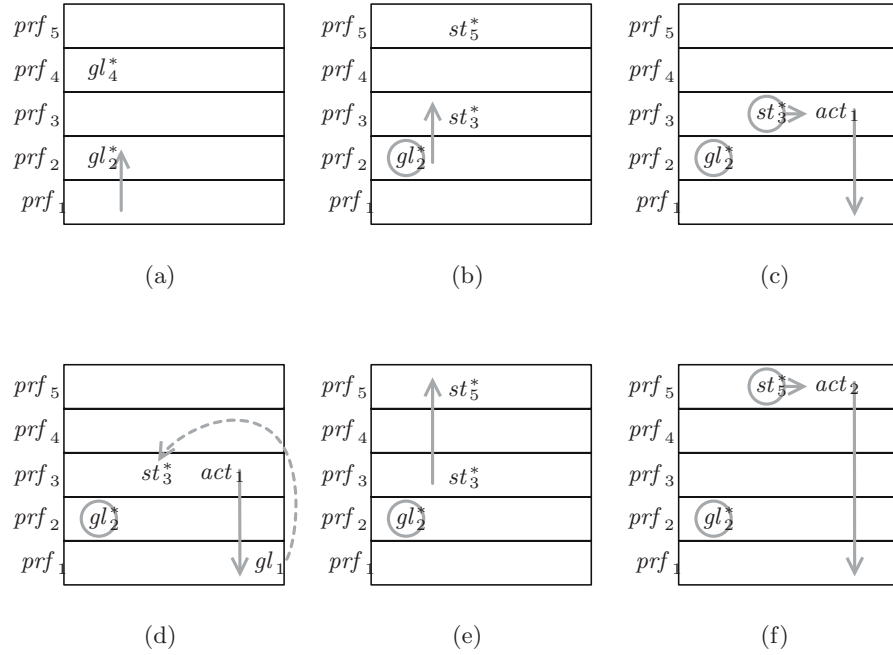 prf₅ prf₅ st₅* prf₅
prf₄ gl₄* prf₄ prf₄
prf₃ prf₃ st₃* prf₃ st₃* act₁
prf₂ gl₂* prf₂ gl₂* prf₂ gl₂*
prf₁ prf₁ prf₁
(a) (b) (c)
prf₅ prf₅ st₅* prf₅ st₅* act₂
prf₄ prf₄ prf₄
prf₃ st₃* act₁ prf₃ st₃* prf₃
prf₂ gl₂* prf₂ gl₂* prf₂ gl₂*
prf₁ gl₁ prf₁ prf₁
(d) (e) (f)